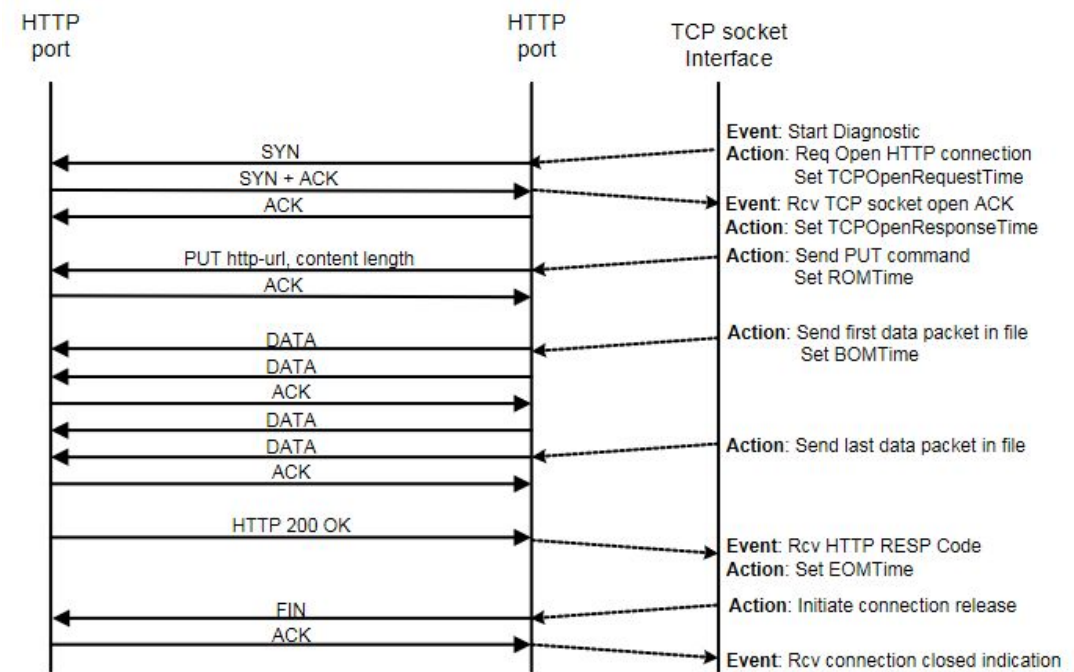 HTTP
port
HTTP
port
TCP socket
Interface
Event: Start Diagnostic
SYN
Action: Req Open HTTP connection
Set TCPOpenRequestTime
SYN + ACK
Event: Rcv TCP socket open ACK
ACK
Action: Set TCPOpenResponseTime
PUT http-url, content length
Action: Send PUT command
Set ROMTime
ACK
Action: Send first data packet in file
DATA
Set BOMTime
DATA
ACK
DATA
DATA
Action: Send last data packet in file
ACK
HTTP 200 OK
Event: Rcv HTTP RESP Code
Action: Set EOMTime
FIN
Action: Initiate connection release
ACK
Event: Rcv connection closed indication